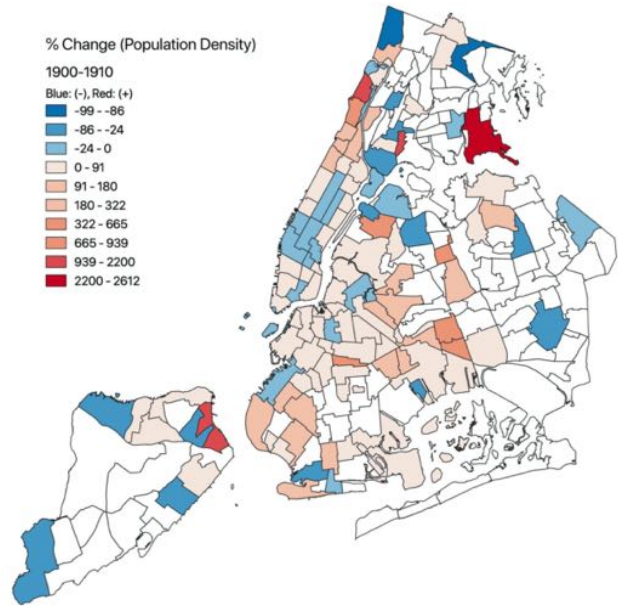 % Change (Population Density)
1900-1910
Blue: (-), Red: (+)
-99 - -86
-86 - -24
-24 - 0
0 - 91
91 - 180
180 - 322
322 - 665
665 - 939
939 - 2200
2200 - 2612